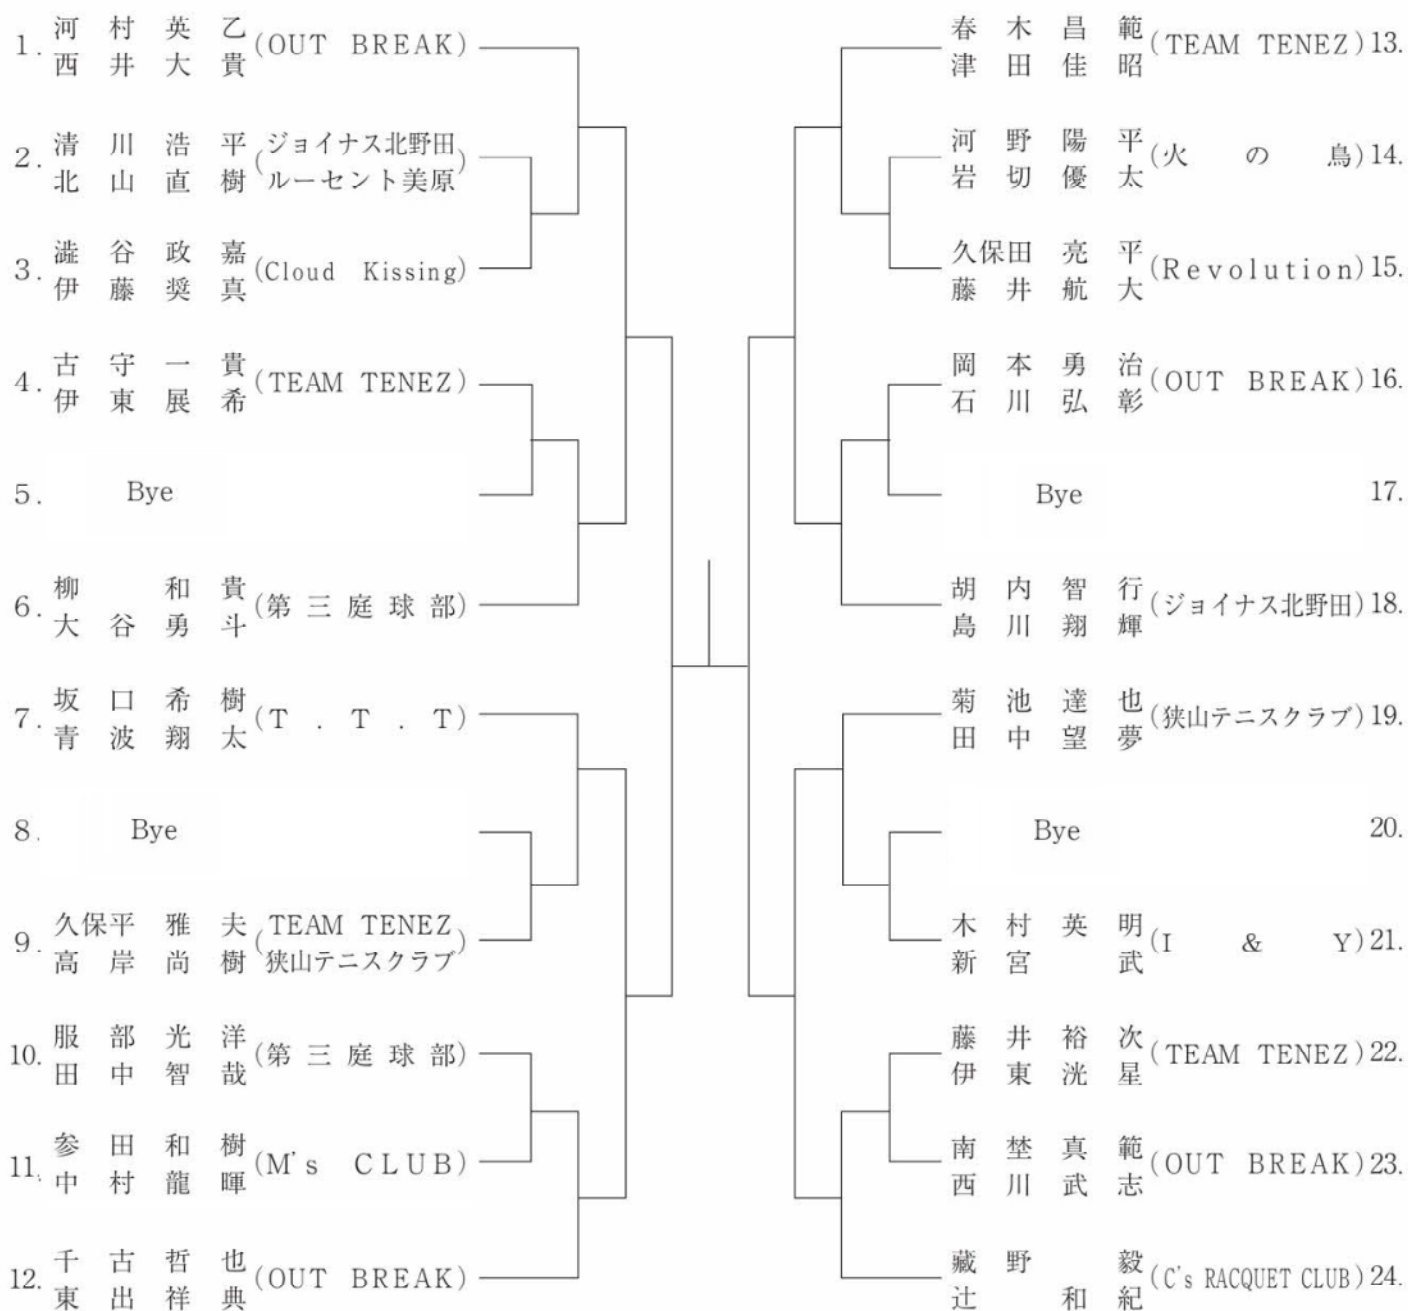 1. 河村英乙 (OUT BREAK)
西井大貴
2. 清川浩平 (ジョイナス北野田
北山直樹 ルーセント美原)
3. 澁谷政嘉 (Cloud Kissing)
伊藤奨真
4. 古守一貴 (TEAM TENEZ)
伊東展希
5. Bye
6. 柳和貴 (第三庭球部)
大谷勇斗
7. 坂口希樹 (T.T.T)
青波翔太
8. Bye
9. 久保平雅夫 (TEAM TENEZ
高岸尚樹 狭山テニスクラブ)
10. 服部光洋 (第三庭球部)
田中智哉
11. 参田和樹 (M's CLUB)
中村龍暉
12. 千古哲也 (OUT BREAK)
東出祥典
春木昌範 (TEAM TENEZ) 13.
津田佳昭
河野陽平 (火の鳥) 14.
岩切優太
久保田亮平 (Revolution) 15.
藤井航大
岡本勇治 (OUT BREAK) 16.
石川弘彰
Bye 17.
胡内智行 (ジョイナス北野田) 18.
島川翔輝
菊池達也 (狭山テニスクラブ) 19.
田中望夢
Bye 20.
木村英明 (I & Y) 21.
新宮武
藤井裕次 (TEAM TENEZ) 22.
伊東洸星
南埜真範 (OUT BREAK) 23.
西川武志
藏野毅 (C's RACQUET CLUB) 24.
辻和紀